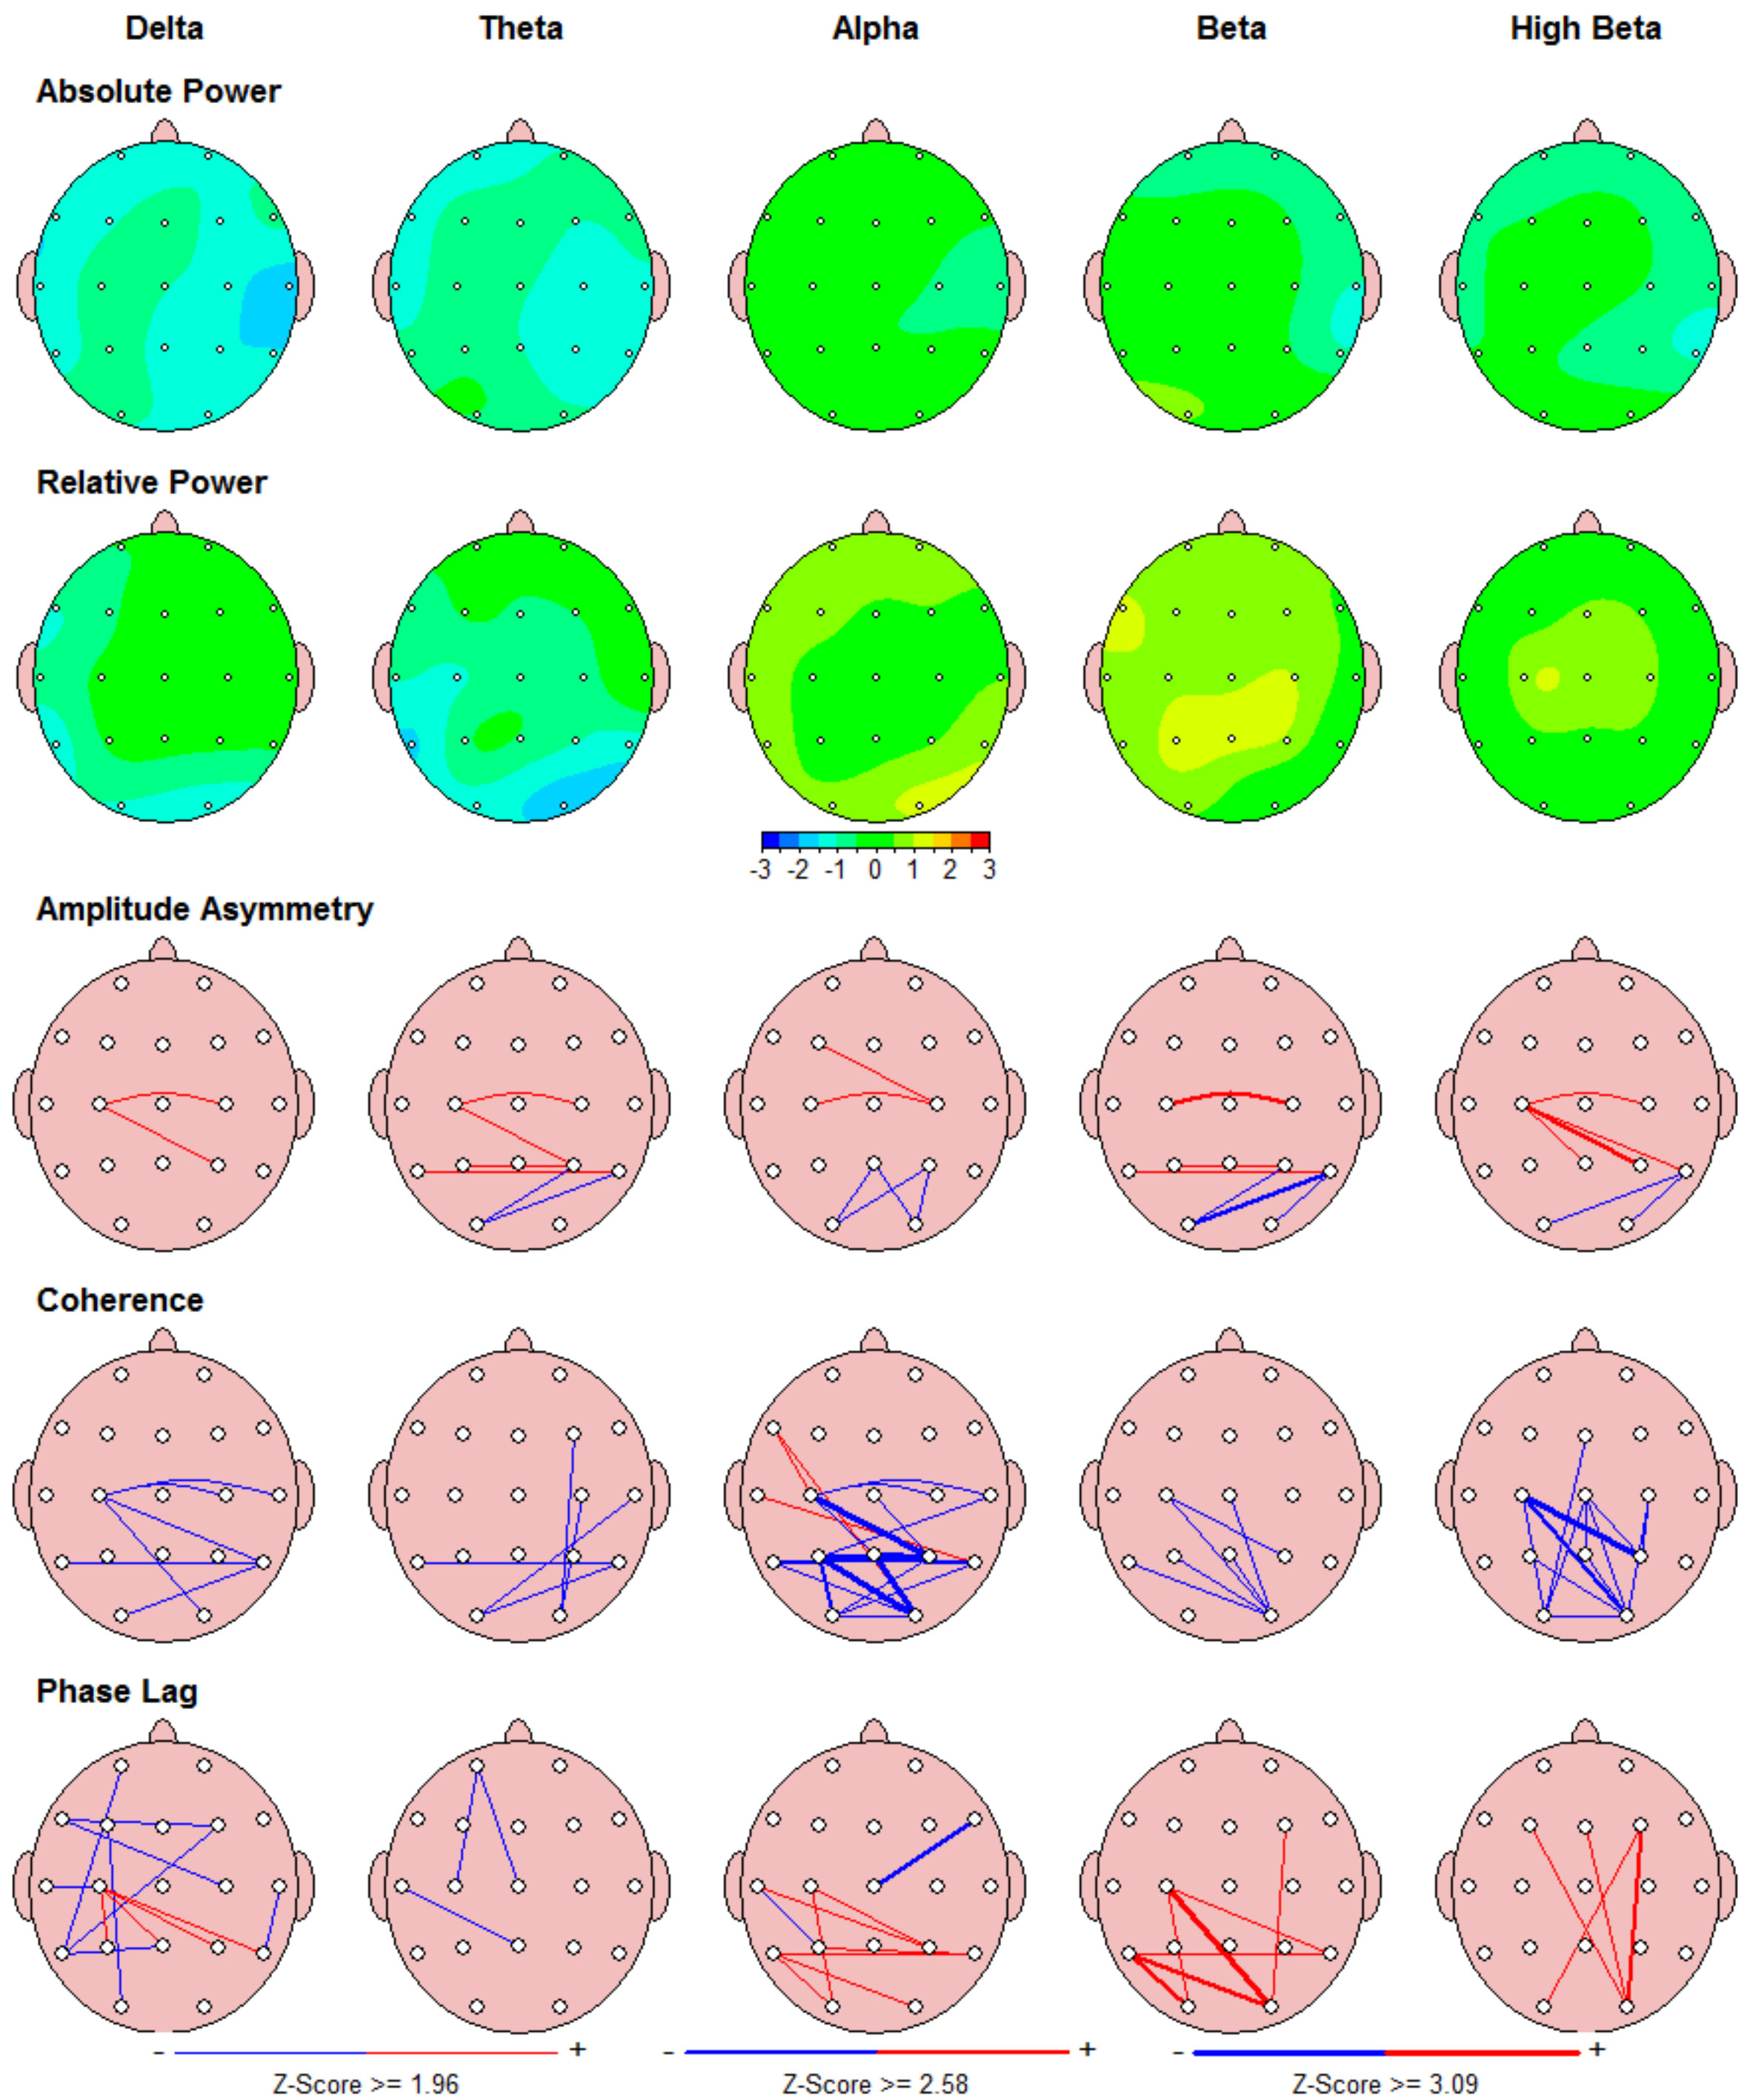 Delta Theta Alpha Beta High Beta
Absolute Power
Relative Power
-3 -2 -1 0 1 2 3
Amplitude Asymmetry
Coherence
Phase Lag
- + - + - +
Z-Score >= 1.96 Z-Score >= 2.58 Z-Score >= 3.09